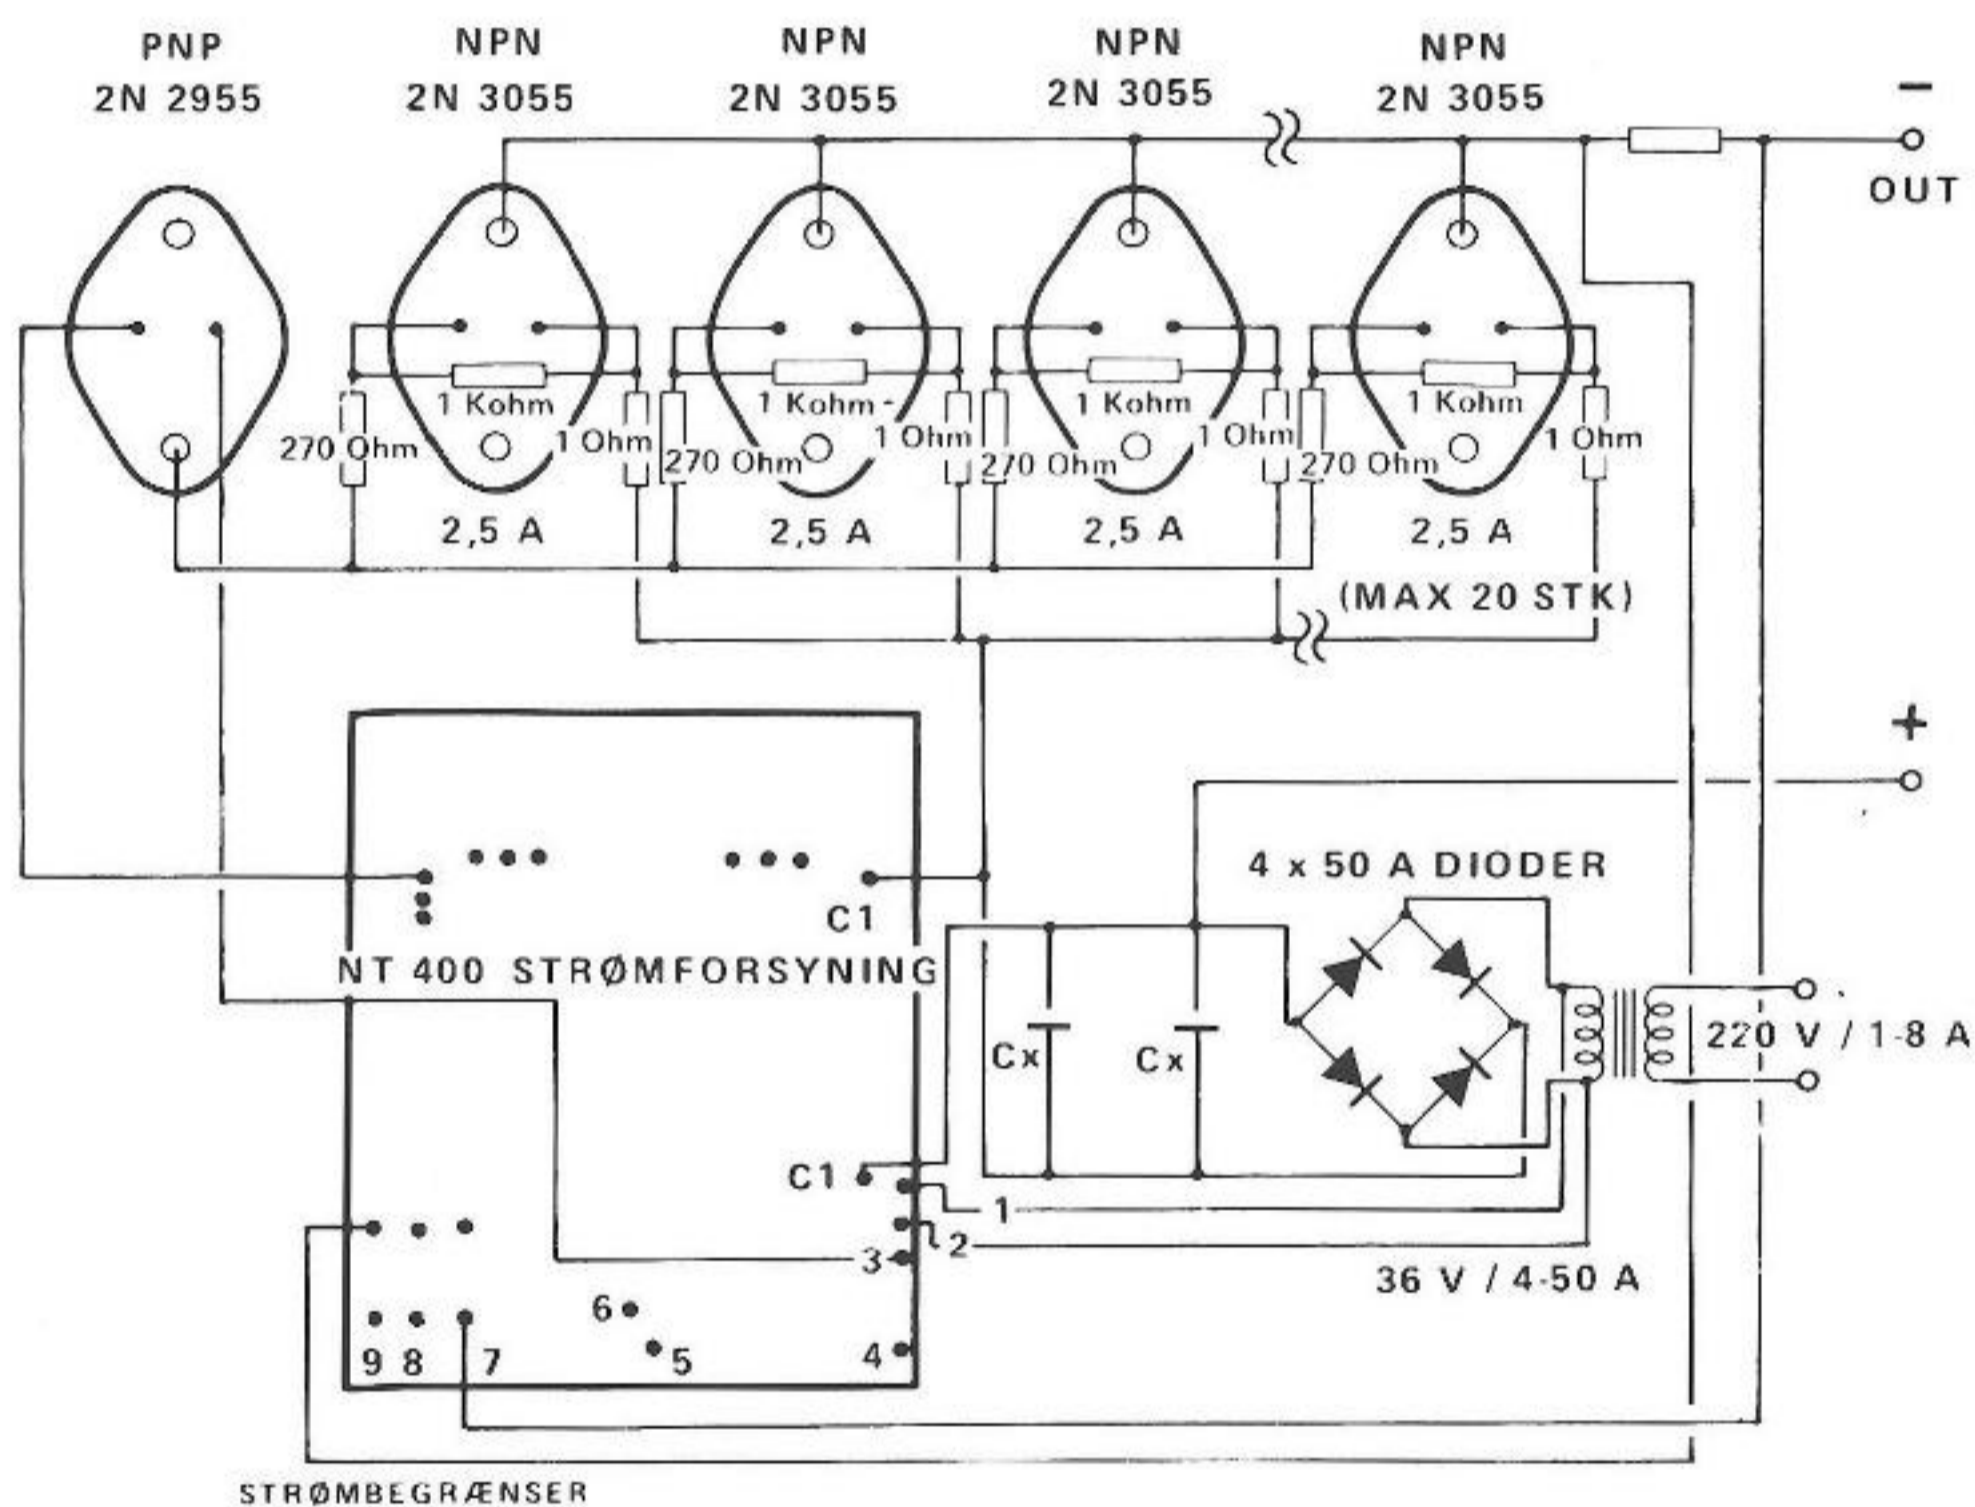 PNP
2N 2955
NPN
2N 3055
NPN
2N 3055
NPN
2N 3055
NPN
2N 3055
−
OUT
1 Kohm
1 Kohm-
1 Kohm
1 Kohm
270 Ohm
1 Ohm
270 Ohm
1 Ohm
270 Ohm
1 Ohm
270 Ohm
1 Ohm
2,5 A
2,5 A
2,5 A
2,5 A
(MAX 20 STK)
+
4 x 50 A DIODER
C1
NT 400 STRØMFORSYNING
Cx
Cx
220 V / 1-8 A
C1
1
2
3
36 V / 4-50 A
6
5
4
9 8 7
STRØMBEGRÆNSER